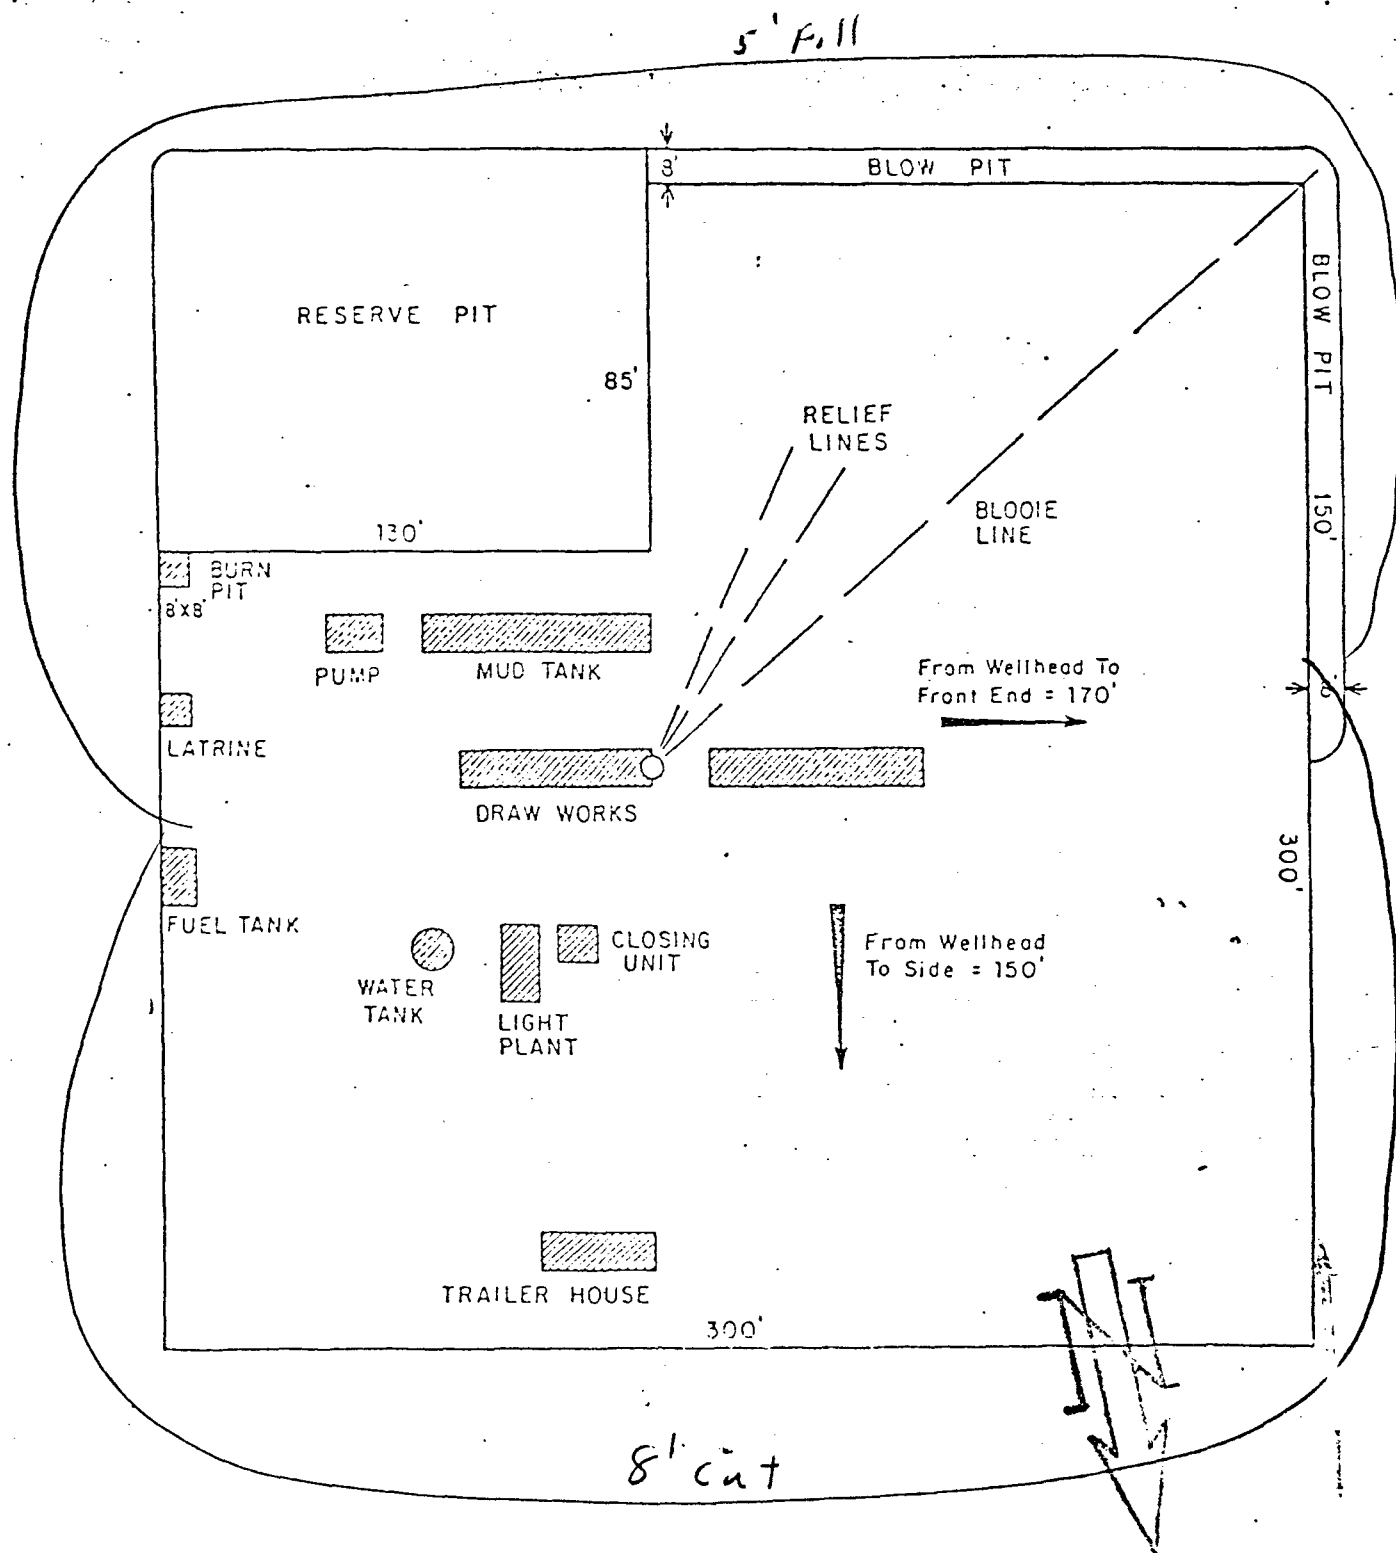 5' Fill
8'
BLOW PIT
BLOW PIT
RESERVE PIT
85'
RELIEF
LINES
BLOOIE
LINE
150'
130'
BURN
PIT
8'X8'
PUMP
MUD TANK
From Wellhead To
Front End = 170'
8'
LATRINE
DRAW WORKS
300'
FUEL TANK
CLOSING
UNIT
From Wellhead
To Side = 150'
WATER
TANK
LIGHT
PLANT
TRAILER HOUSE
300'
N
8' cut